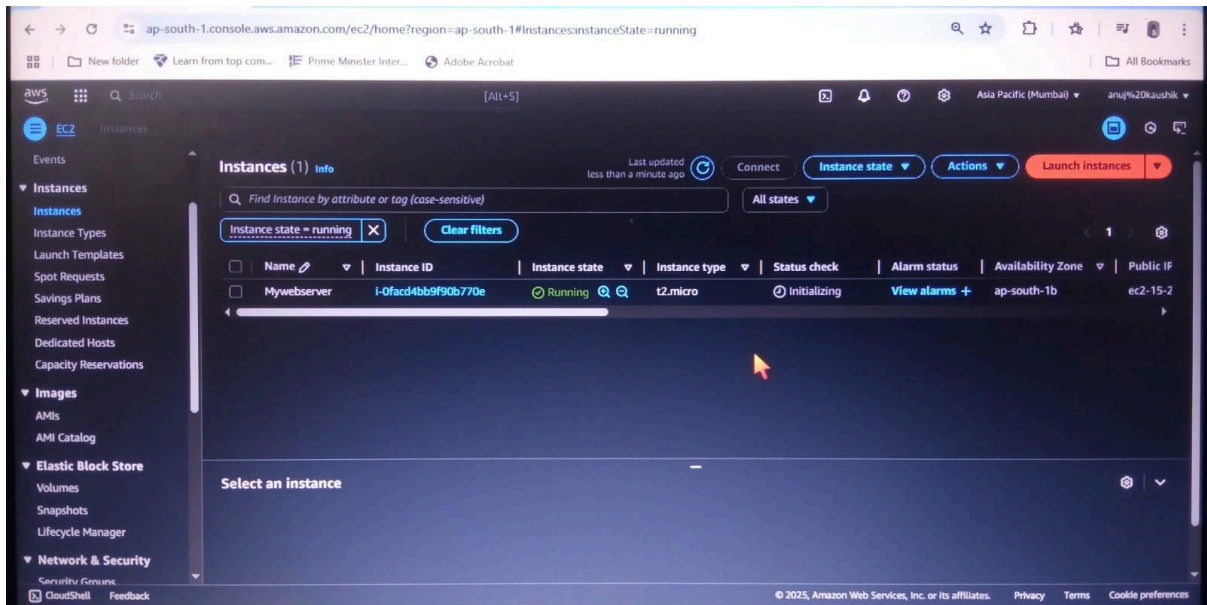 ap-south-1.console.aws.amazon.com/ec2/home?region=ap-south-1#Instances:instanceState=running
New folder
Learn from top com...
Prime Minister Inter...
Adobe Acrobat
All Bookmarks
aws
Search
[Alt+S]
Asia Pacific (Mumbai)
anuj%20kaushik
EC2
Instances
Events
Instances
Instances
Instance Types
Launch Templates
Spot Requests
Savings Plans
Reserved Instances
Dedicated Hosts
Capacity Reservations
Images
AMIs
AMI Catalog
Elastic Block Store
Volumes
Snapshots
Lifecycle Manager
Network & Security
Security Groups
Instances (1) Info
Last updated
less than a minute ago
Connect
Instance state
Actions
Launch instances
Find Instance by attribute or tag (case-sensitive)
All states
Instance state = running
Clear filters
1
Name Instance ID Instance state Instance type Status check Alarm status Availability Zone Public IP
Mywebserver i-0facd4bb9f90b770e Running t2.micro Initializing View alarms + ap-south-1b ec2-15-2
Select an instance
CloudShell Feedback
© 2025, Amazon Web Services, Inc. or its affiliates. Privacy Terms Cookie preferences